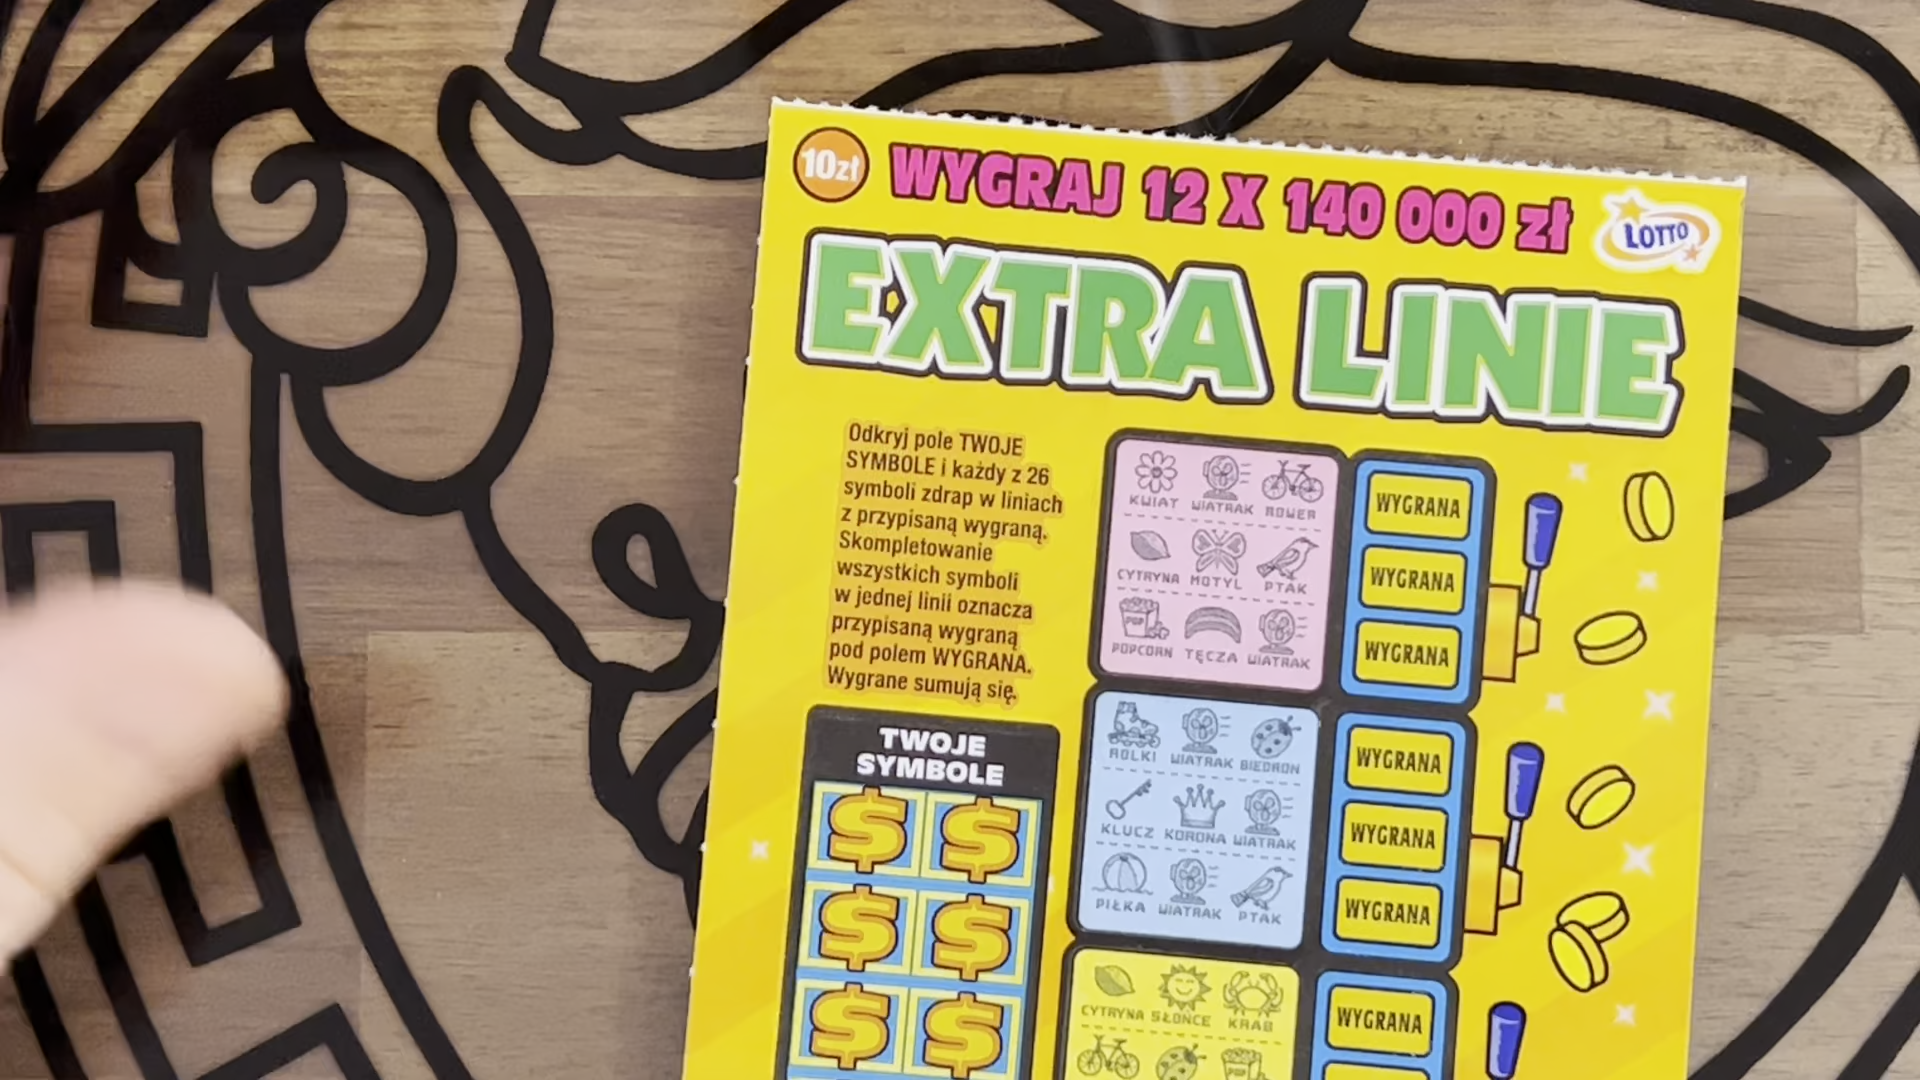 10zł
WYGRAJ 12 X 140 000 zł
LOTTO
EXTRA LINIE
Odkryj pole TWOJE
SYMBOLE i każdy z 26
symboli zdrap w liniach
z przypisaną wygraną.
Skompletowanie
wszystkich symboli
w jednej linii oznacza
przypisaną wygraną
pod polem WYGRANA.
Wygrane sumują się.
KWIAT WIATRAK ROWER
WYGRANA
CYTRYNA MOTYL PTAK
WYGRANA
POP
POPCORN TĘCZA WIATRAK
WYGRANA
ROLKI WIATRAK BIEDRON
WYGRANA
KLUCZ KORONA WIATRAK
WYGRANA
PIŁKA WIATRAK PTAK
WYGRANA
TWOJE
SYMBOLE
CYTRYNA SŁOŃCE KRAB
WYGRANA
POP